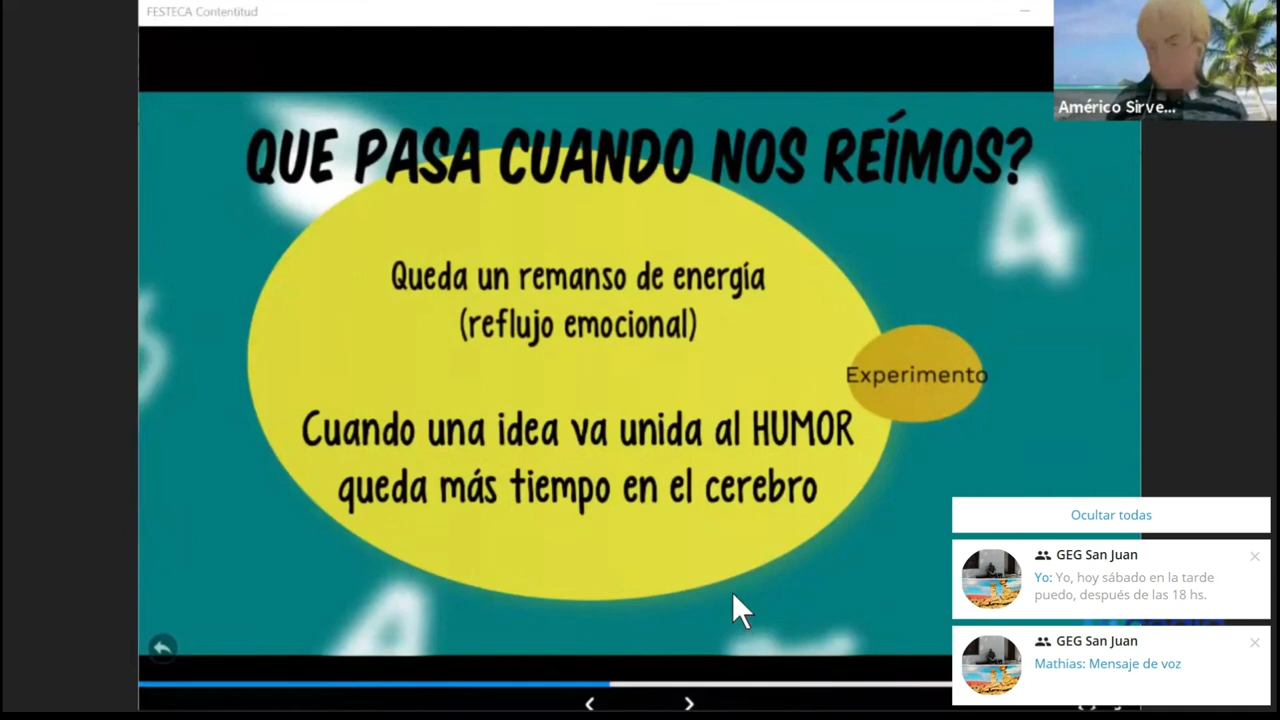 FESTECA Contentitud
Américo Sirve...
QUE PASA CUANDO NOS REÍMOS?
4
Queda un remanso de energía
(reflujo emocional)
Experimento
Cuando una idea va unida al HUMOR
queda más tiempo en el cerebro
Ocultar todas
GEG San Juan
Yo: Yo, hoy sábado en la tarde
puedo, después de las 18 hs.
GEG San Juan
Mathias: Mensaje de voz